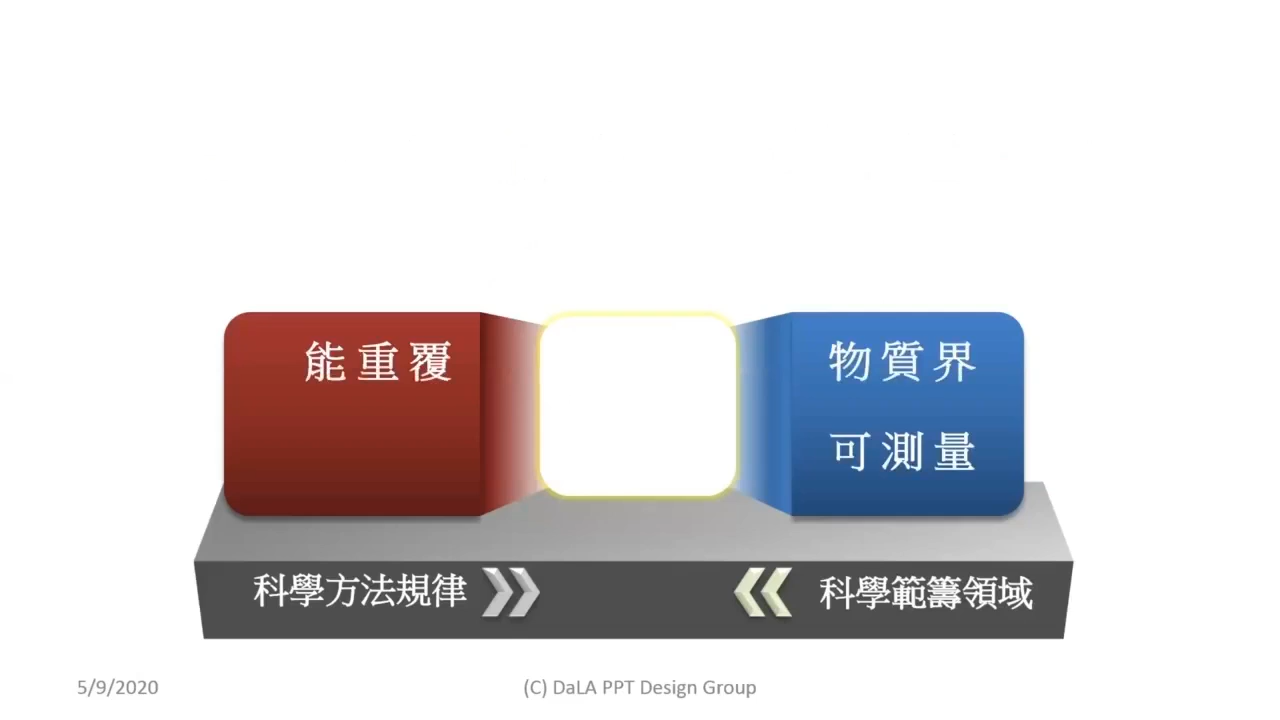 能重覆
物質界
可測量
科學方法規律
科學範籌領域
5/9/2020
(C) DaLA PPT Design Group